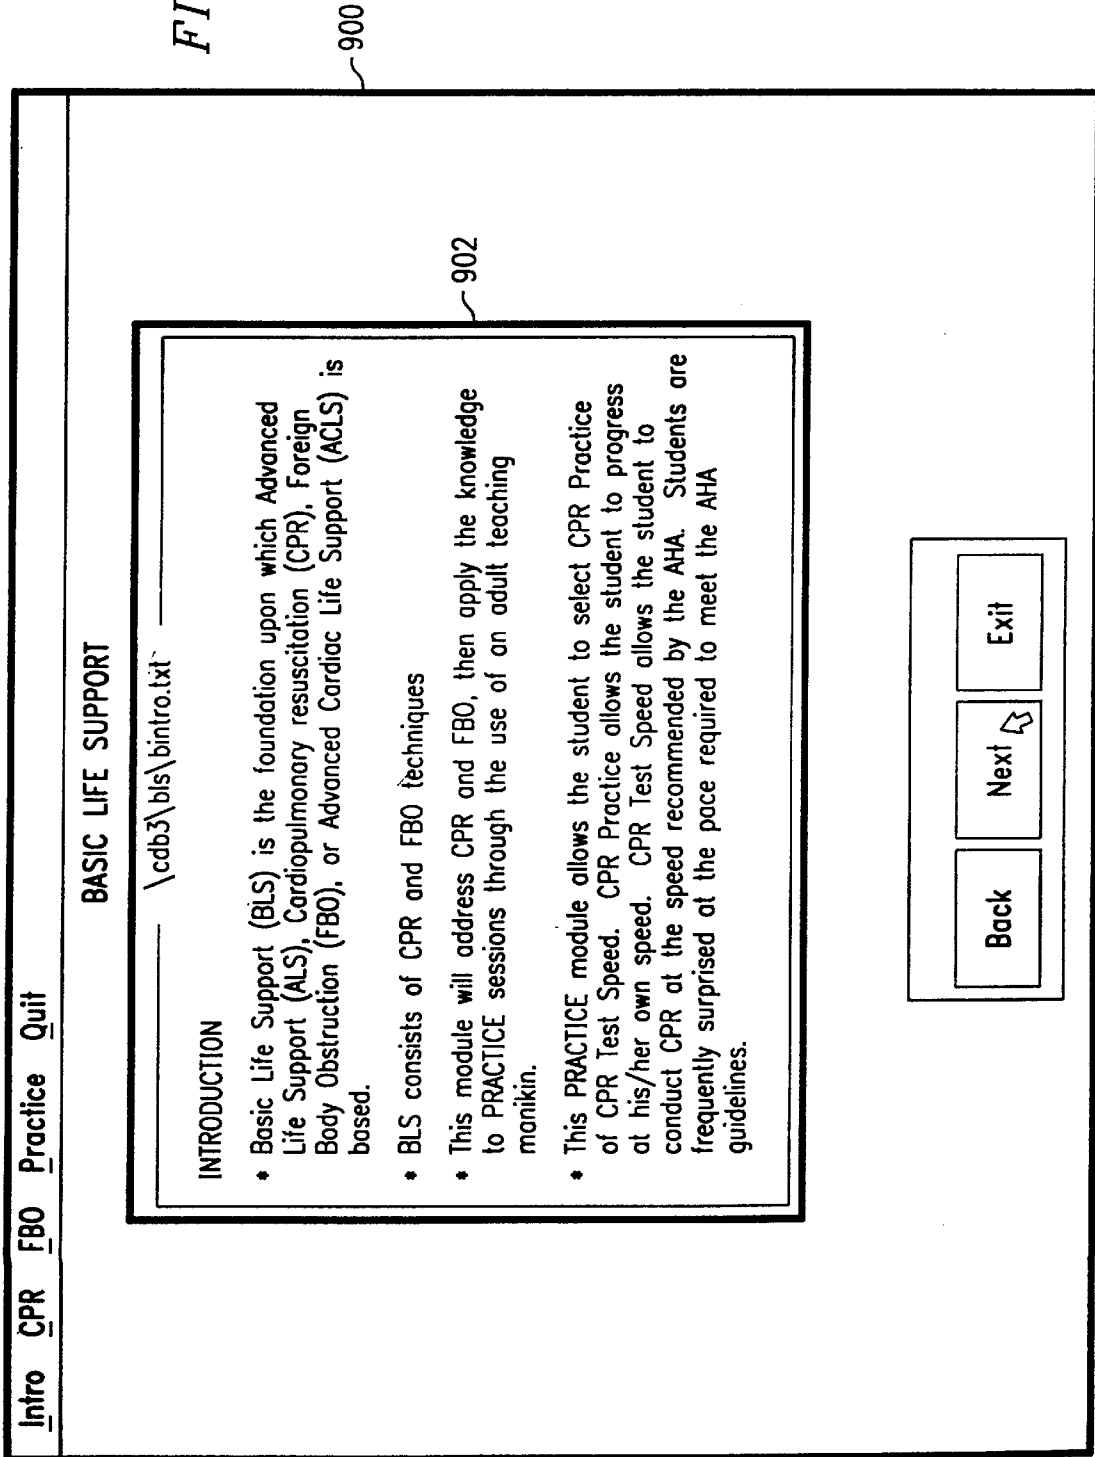 FI
900
Intro CPR FBO Practice Quit
BASIC LIFE SUPPORT
\cdb3\bls\bintro.txt
902
INTRODUCTION
* Basic Life Support (BLS) is the foundation upon which Advanced
Life Support (ALS), Cardiopulmonary resuscitation (CPR), Foreign
Body Obstruction (FBO), or Advanced Cardiac Life Support (ACLS) is
based.
* BLS consists of CPR and FBO techniques
* This module will address CPR and FBO, then apply the knowledge
to PRACTICE sessions through the use of an adult teaching
manikin.
* This PRACTICE module allows the student to select CPR Practice
of CPR Test Speed. CPR Practice allows the student to progress
at his/her own speed. CPR Test Speed allows the student to
conduct CPR at the speed recommended by the AHA. Students are
frequently surprised at the pace required to meet the AHA
guidelines.
Back Next Exit